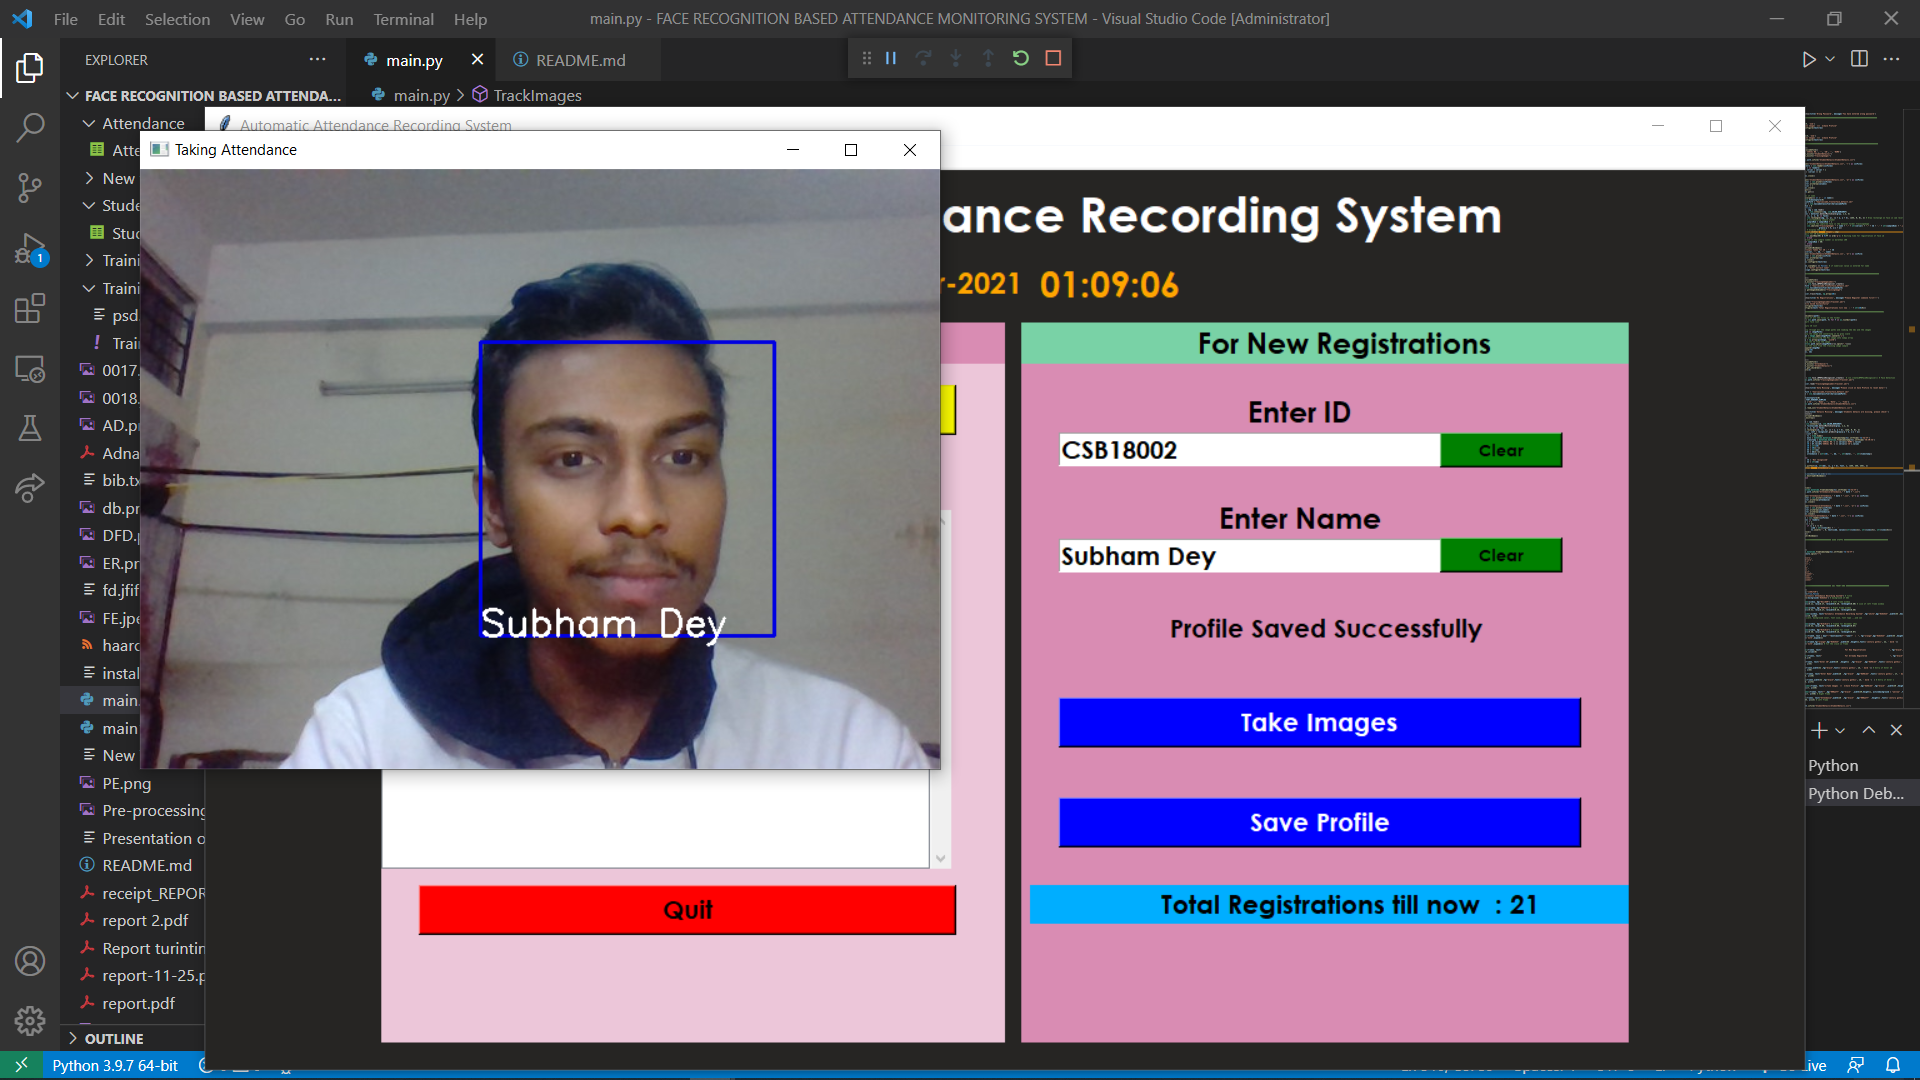 File Edit Selection View Go Run Terminal Help
main.py - FACE RECOGNITION BASED ATTENDANCE MONITORING SYSTEM - Visual Studio Code [Administrator]
EXPLORER
main.py
README.md
FACE RECOGNITION BASED ATTENDA...
main.py > TrackImages
Attendance
Automatic Attendance Recording System
Atte
New
Stude
Stud
Traini
Traini
psd
Trai
0017.
0018.
AD.p
Adna
bib.tx
db.pr
DFD.
ER.pr
fd.jfif
FE.jpe
haarc
instal
main.
main
New
PE.png
Pre-processing
Presentation o
README.md
receipt_REPOR
report 2.pdf
Report turintin
report-11-25.p
report.pdf
OUTLINE
Python 3.9.7 64-bit
1
Taking Attendance
Subham Dey
ance Recording System
-2021 01:09:06
Quit
For New Registrations
Enter ID
CSB18002
Clear
Enter Name
Subham Dey
Clear
Profile Saved Successfully
Take Images
Save Profile
Total Registrations till now : 21
Python
Python Deb...
Live